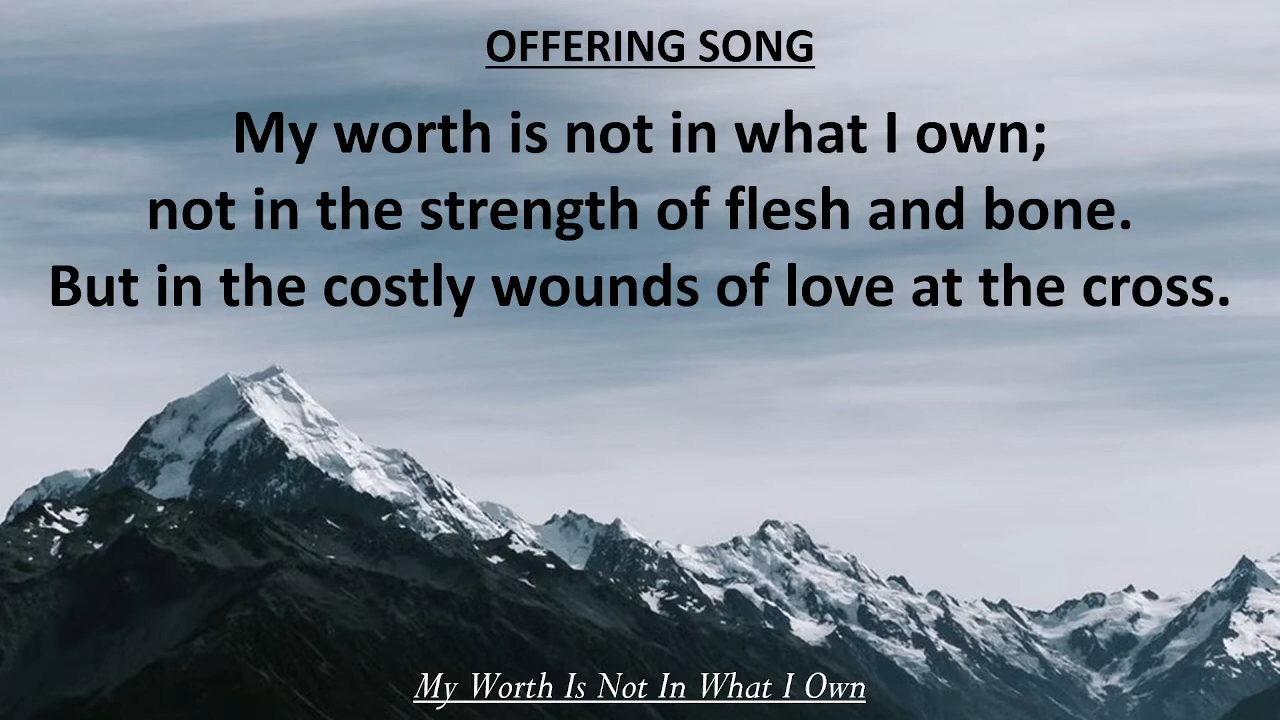 OFFERING SONG
My worth is not in what I own;
not in the strength of flesh and bone.
But in the costly wounds of love at the cross.
My Worth Is Not In What I Own